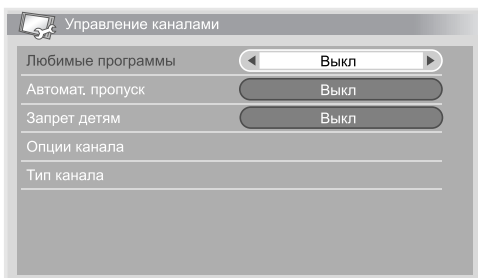 Управление каналами
Любимые программы Выкл
Автомат. пропуск Выкл
Запрет детям Выкл
Опции канала
Тип канала